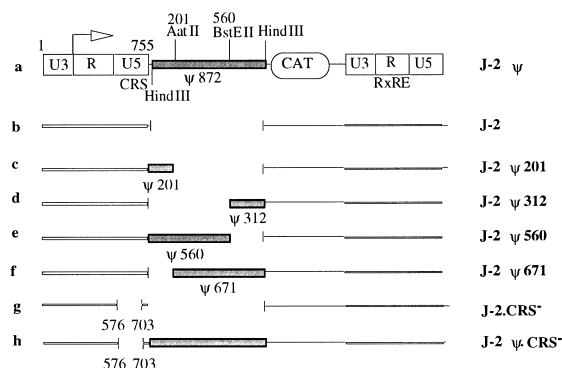 201 560
1 755 AatII BstEII HindIII
a U3 R U5 CAT U3 R U5 J-2 ψ
CRS ψ 872 RxRE
HindIII
b J-2
c J-2 ψ 201
ψ 201
d J-2 ψ 312
ψ 312
e J-2 ψ 560
ψ 560
f J-2 ψ 671
ψ 671
g J-2.CRS⁻
576 703
h J-2 ψ.CRS⁻
576 703